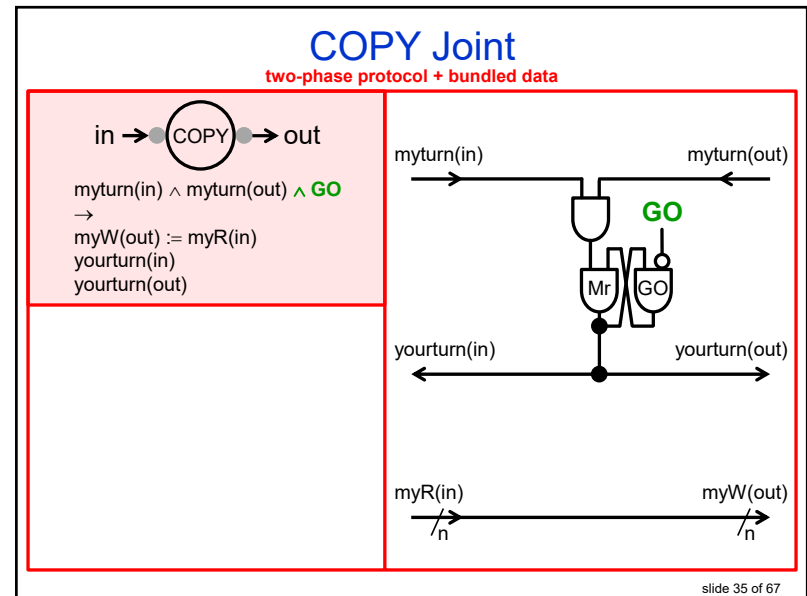 COPY Joint
two-phase protocol + bundled data
in COPY out
myturn(in) ∧ myturn(out) ∧ GO
→
myW(out) := myR(in)
yourturn(in)
yourturn(out)
myturn(in) myturn(out)
GO
Mr GO
yourturn(in) yourturn(out)
myR(in) myW(out)
n n
slide 35 of 67